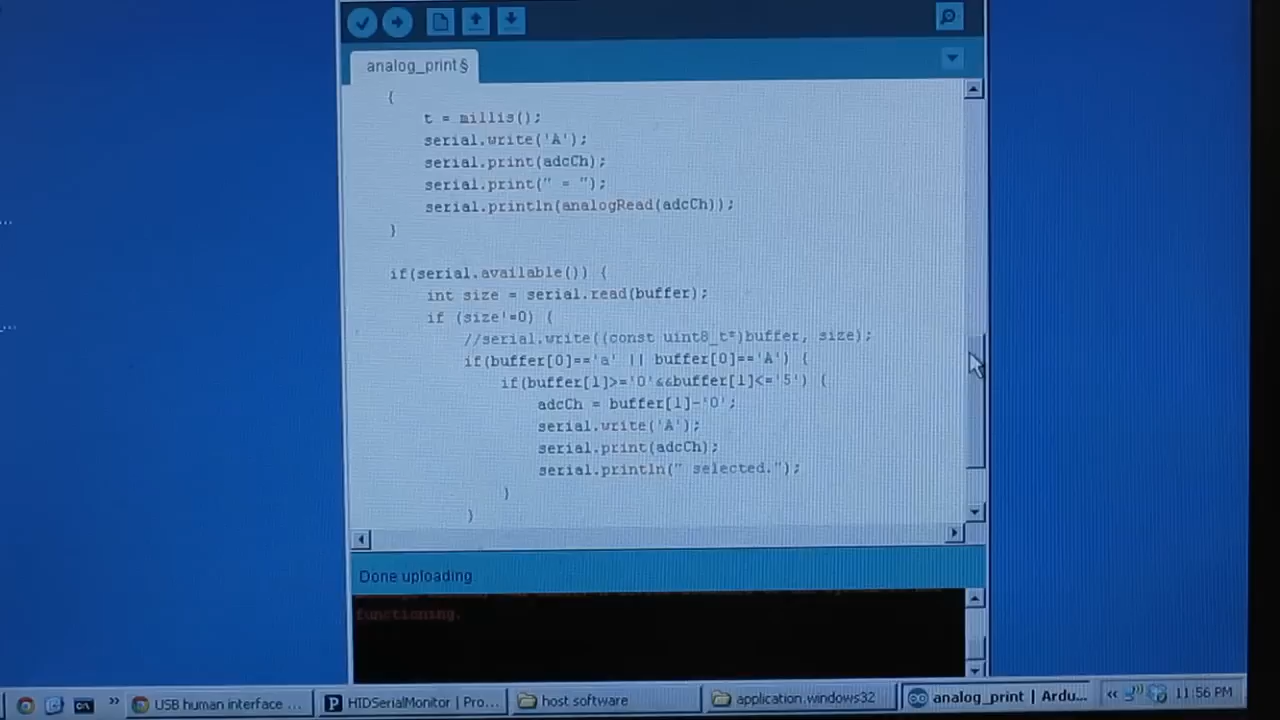 analog_print§
{
t = millis();
serial.write('A');
serial.print(adcCh);
serial.print(" = ");
serial.println(analogRead(adcCh));
}
if(serial.available()) {
int size = serial.read(buffer);
if (size!=0) {
//serial.write((const uint8_t*)buffer, size);
if(buffer[0]=='a' || buffer[0]=='A') {
if(buffer[1]>='0'&&buffer[1]<='5') {
adcCh = buffer[1]-'0';
serial.write('A');
serial.print(adcCh);
serial.println(" selected.");
}
}
Done uploading.
functionsng.
USB human interface ...
HIDSerialMonitor | Pro...
host software
application.windows32
analog_print | Ardu...
11:56 PM